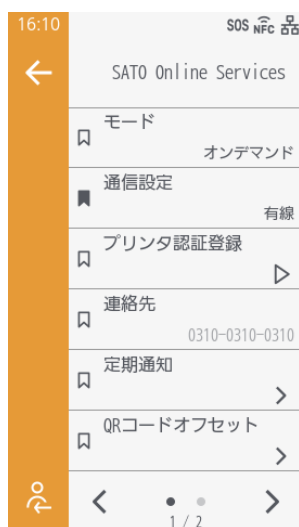 16:10
SOS NFC
SATO Online Services
モード
オンデマンド
通信設定
有線
プリンタ認証登録
連絡先
0310-0310-0310
定期通知
QRコードオフセット
1 / 2